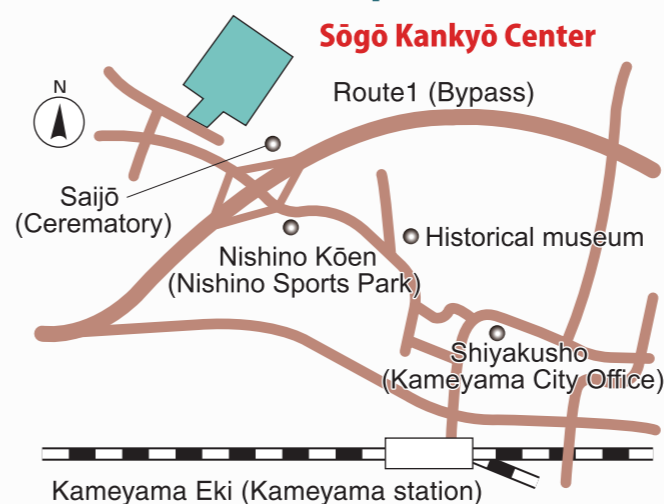 Sōgō Kankyō Center
N
Route1 (Bypass)
Saijō
(Cerematory)
Historical museum
Nishino Kōen
(Nishino Sports Park)
Shiyakusho
(Kameyama City Office)
Kameyama Eki (Kameyama station)